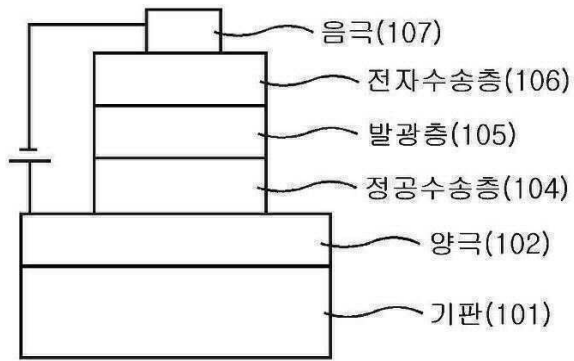 음극(107)
전자수송층(106)
발광층(105)
정공수송층(104)
양극(102)
기판(101)